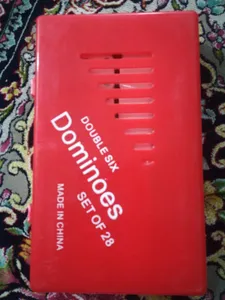 DOUBLE SIX
Dominoes
SET OF 28
MADE IN CHINA